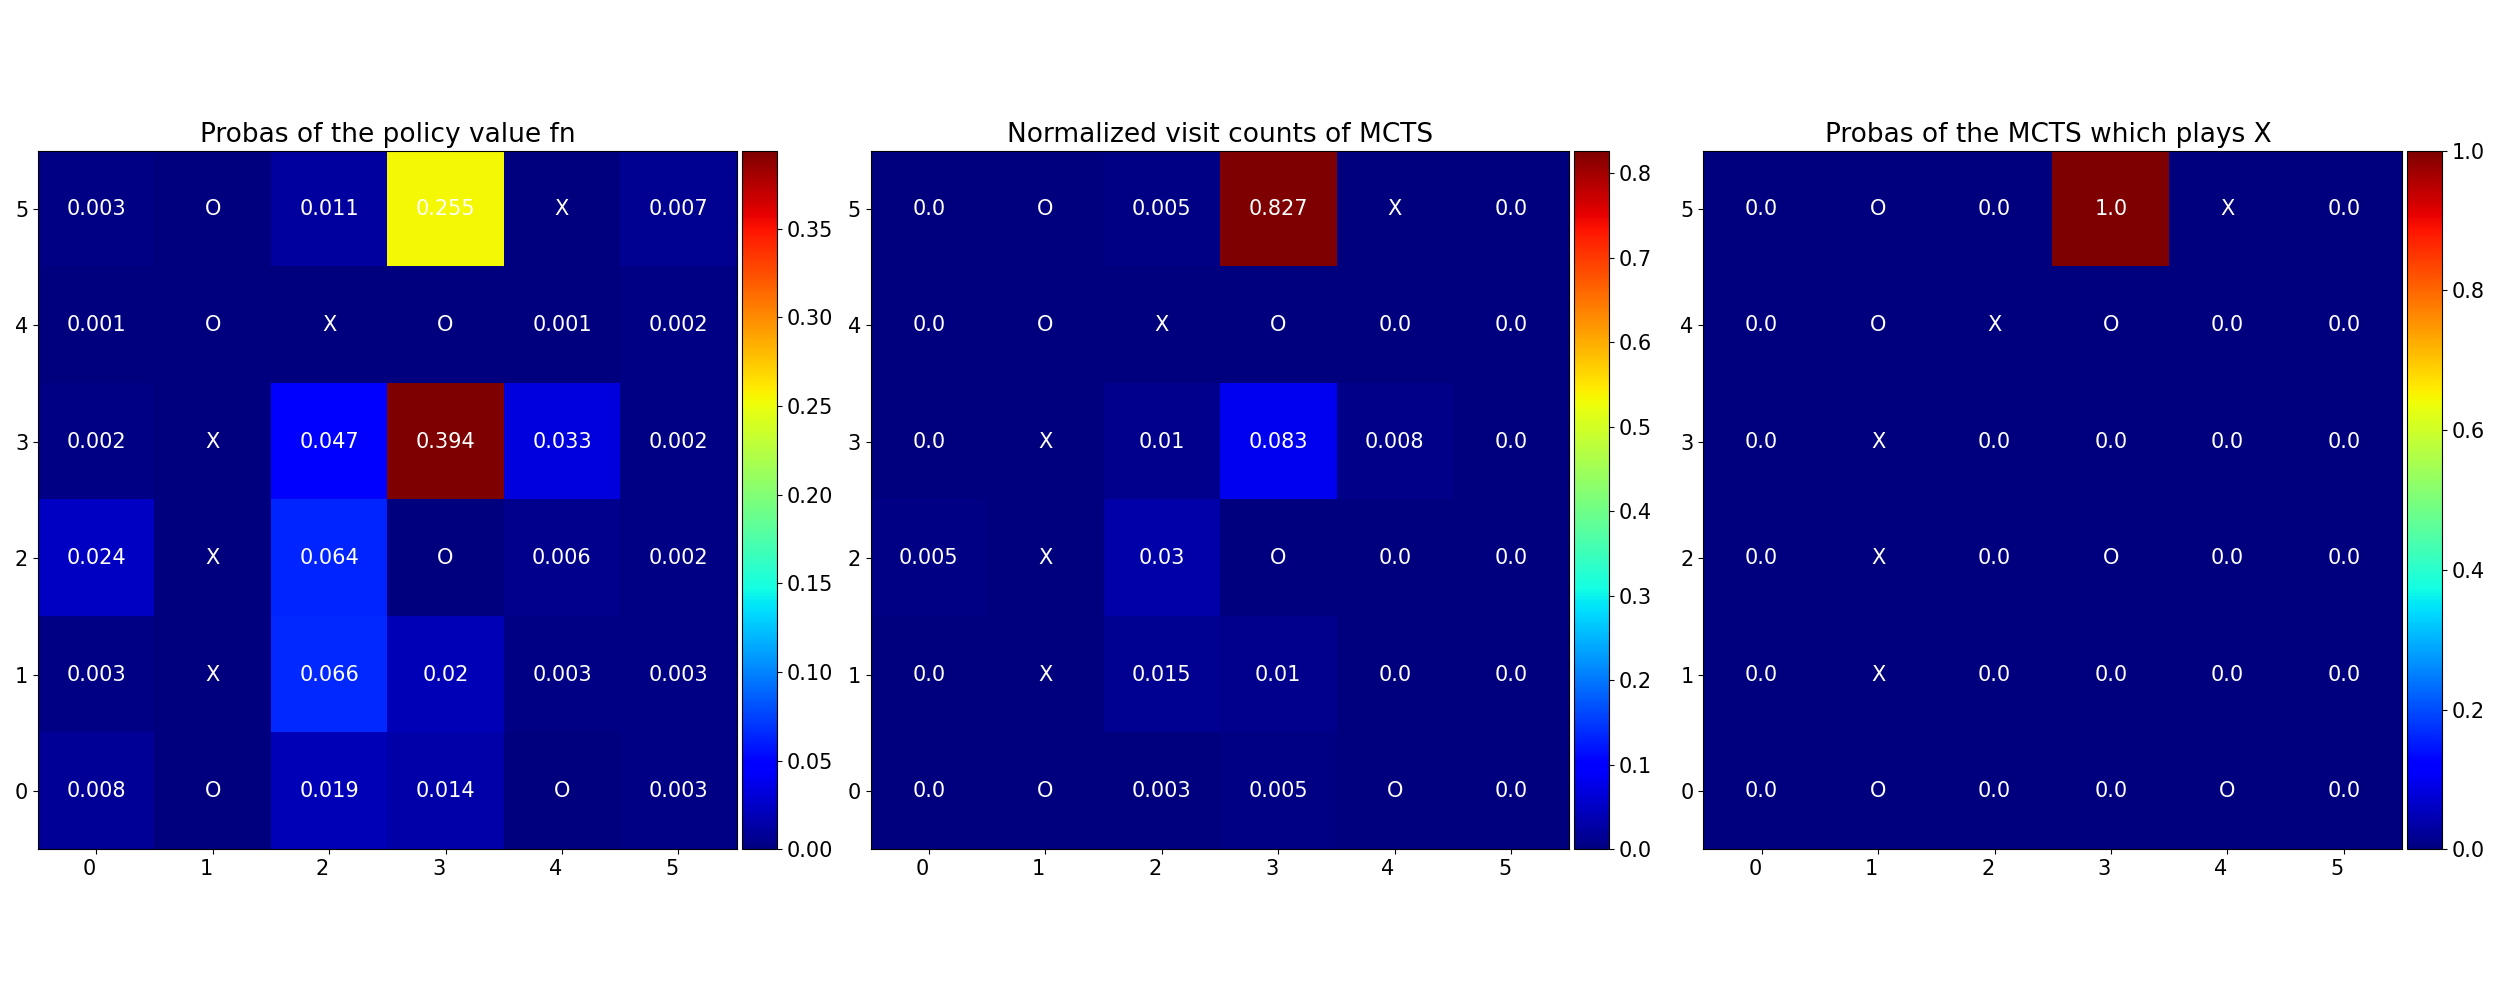 Probas of the policy value fn
5 0.003 O 0.011 0.255 X 0.007
4 0.001 O X O 0.001 0.002
3 0.002 X 0.047 0.394 0.033 0.002
2 0.024 X 0.064 O 0.006 0.002
1 0.003 X 0.066 0.02 0.003 0.003
0 0.008 O 0.019 0.014 O 0.003
0 1 2 3 4 5
0.35
0.30
0.25
0.20
0.15
0.10
0.05
0.00
Normalized visit counts of MCTS
5 0.0 O 0.005 0.827 X 0.0
4 0.0 O X O 0.0 0.0
3 0.0 X 0.01 0.083 0.008 0.0
2 0.005 X 0.03 O 0.0 0.0
1 0.0 X 0.015 0.01 0.0 0.0
0 0.0 O 0.003 0.005 O 0.0
0 1 2 3 4 5
0.8
0.7
0.6
0.5
0.4
0.3
0.2
0.1
0.0
Probas of the MCTS which plays X
5 0.0 O 0.0 1.0 X 0.0
4 0.0 O X O 0.0 0.0
3 0.0 X 0.0 0.0 0.0 0.0
2 0.0 X 0.0 O 0.0 0.0
1 0.0 X 0.0 0.0 0.0 0.0
0 0.0 O 0.0 0.0 O 0.0
0 1 2 3 4 5
1.0
0.8
0.6
0.4
0.2
0.0